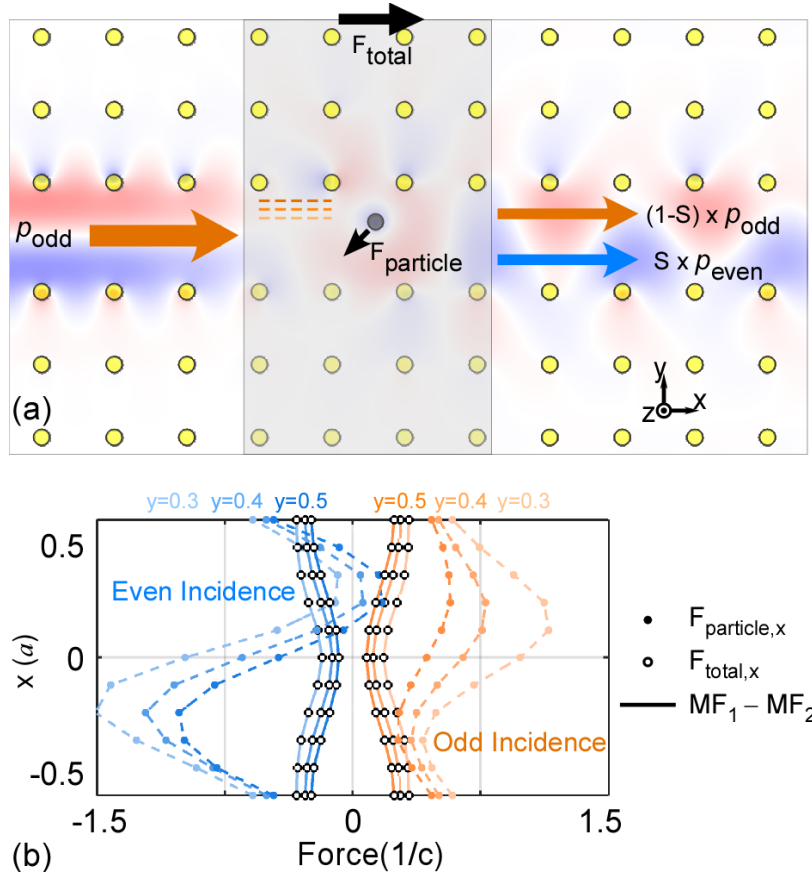 F_total
p_odd
F_particle
(1-S) x p_odd
S x p_even
y
z x
(a)
y=0.3 y=0.4 y=0.5 y=0.5 y=0.4 y=0.3
0.5
Even Incidence
F_particle,x
x (a)
0
F_total,x
MF_1 − MF_2
Odd Incidence
-0.5
-1.5 0 1.5
(b) Force(1/c)